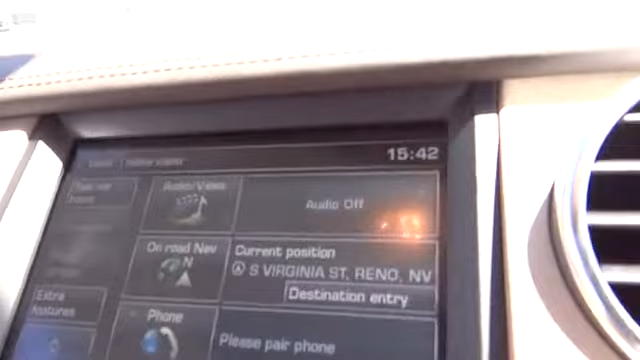 15:42
Audio/Video
Audio Off
On road Nav
Current position
S VIRGINIA ST, RENO, NV
Destination entry
Extra
features
Phone
Please pair phone